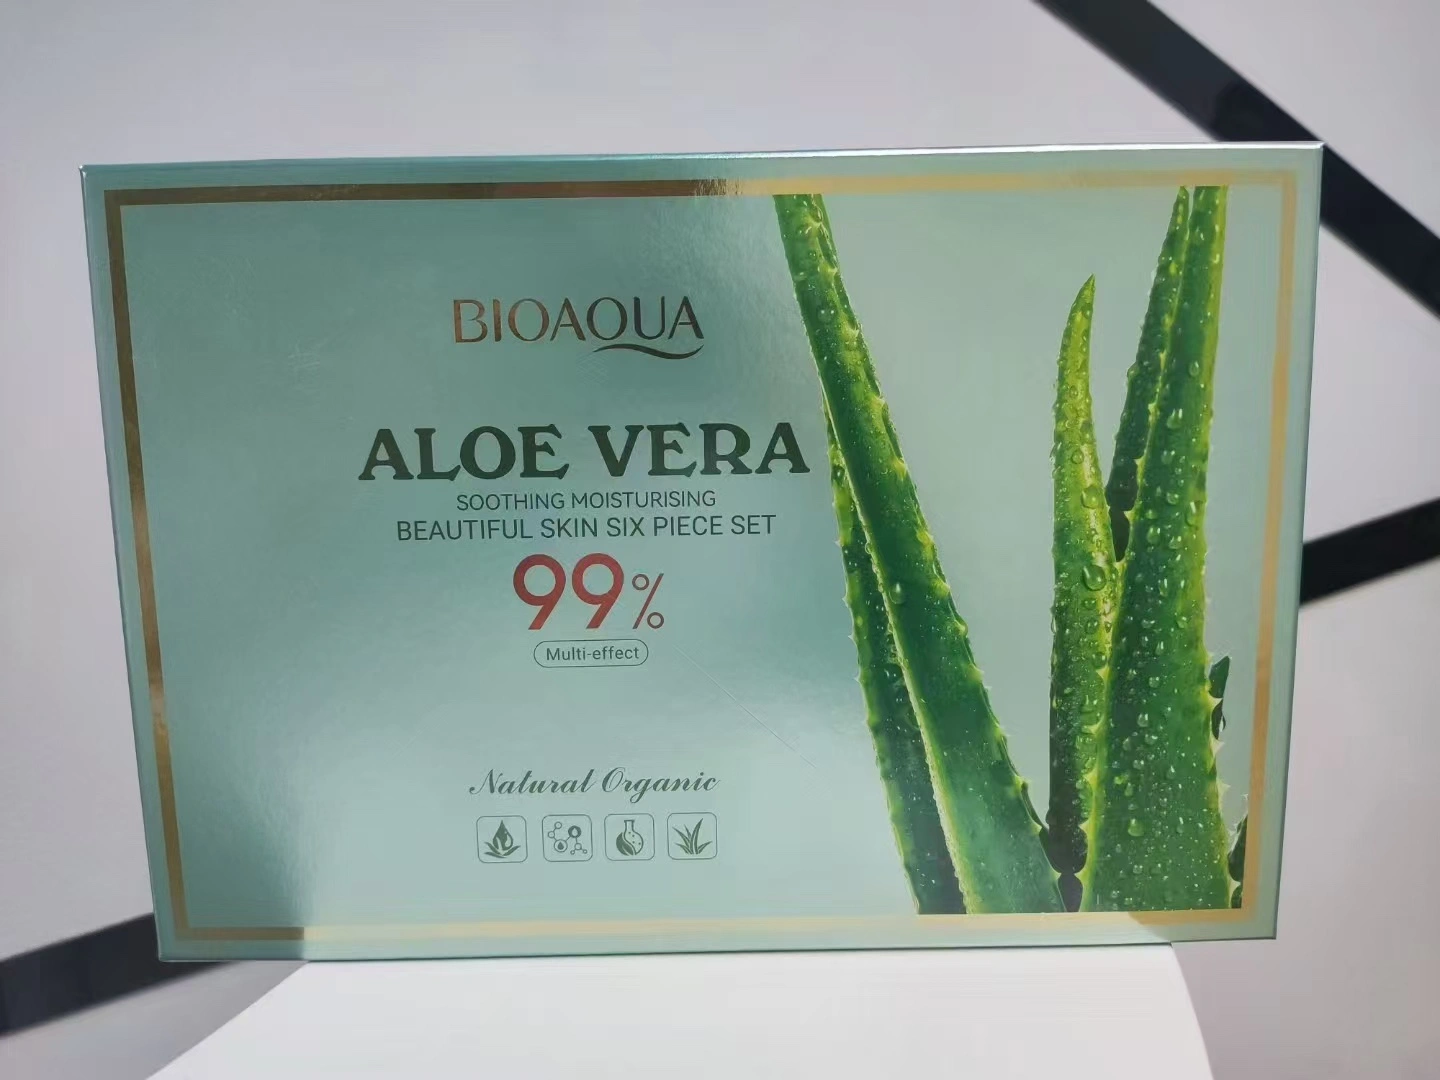 BIOAQUA
ALOE VERA
SOOTHING MOISTURISING
BEAUTIFUL SKIN SIX PIECE SET
99%
Multi-effect
Natural Organic